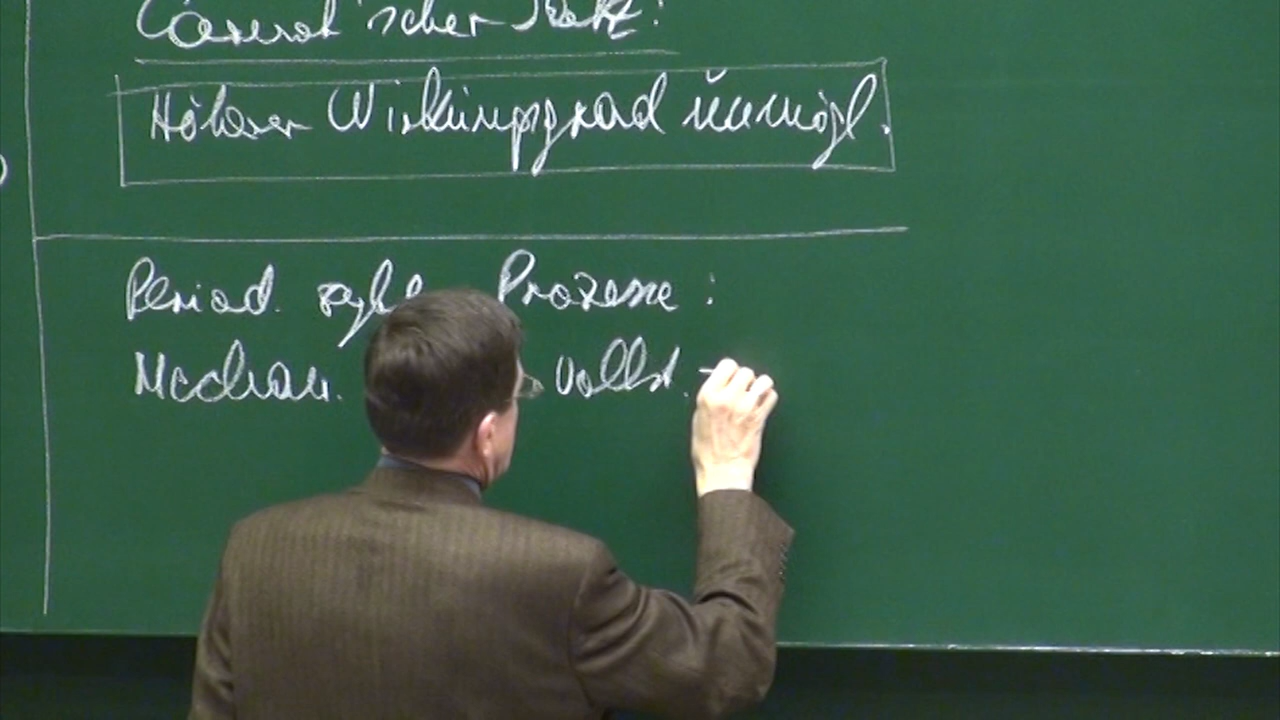 Carnot'scher Satz:
Höherer Wirkungsgrad unmögl.
Period. zykl. Prozesse:
Mechan. vollst.